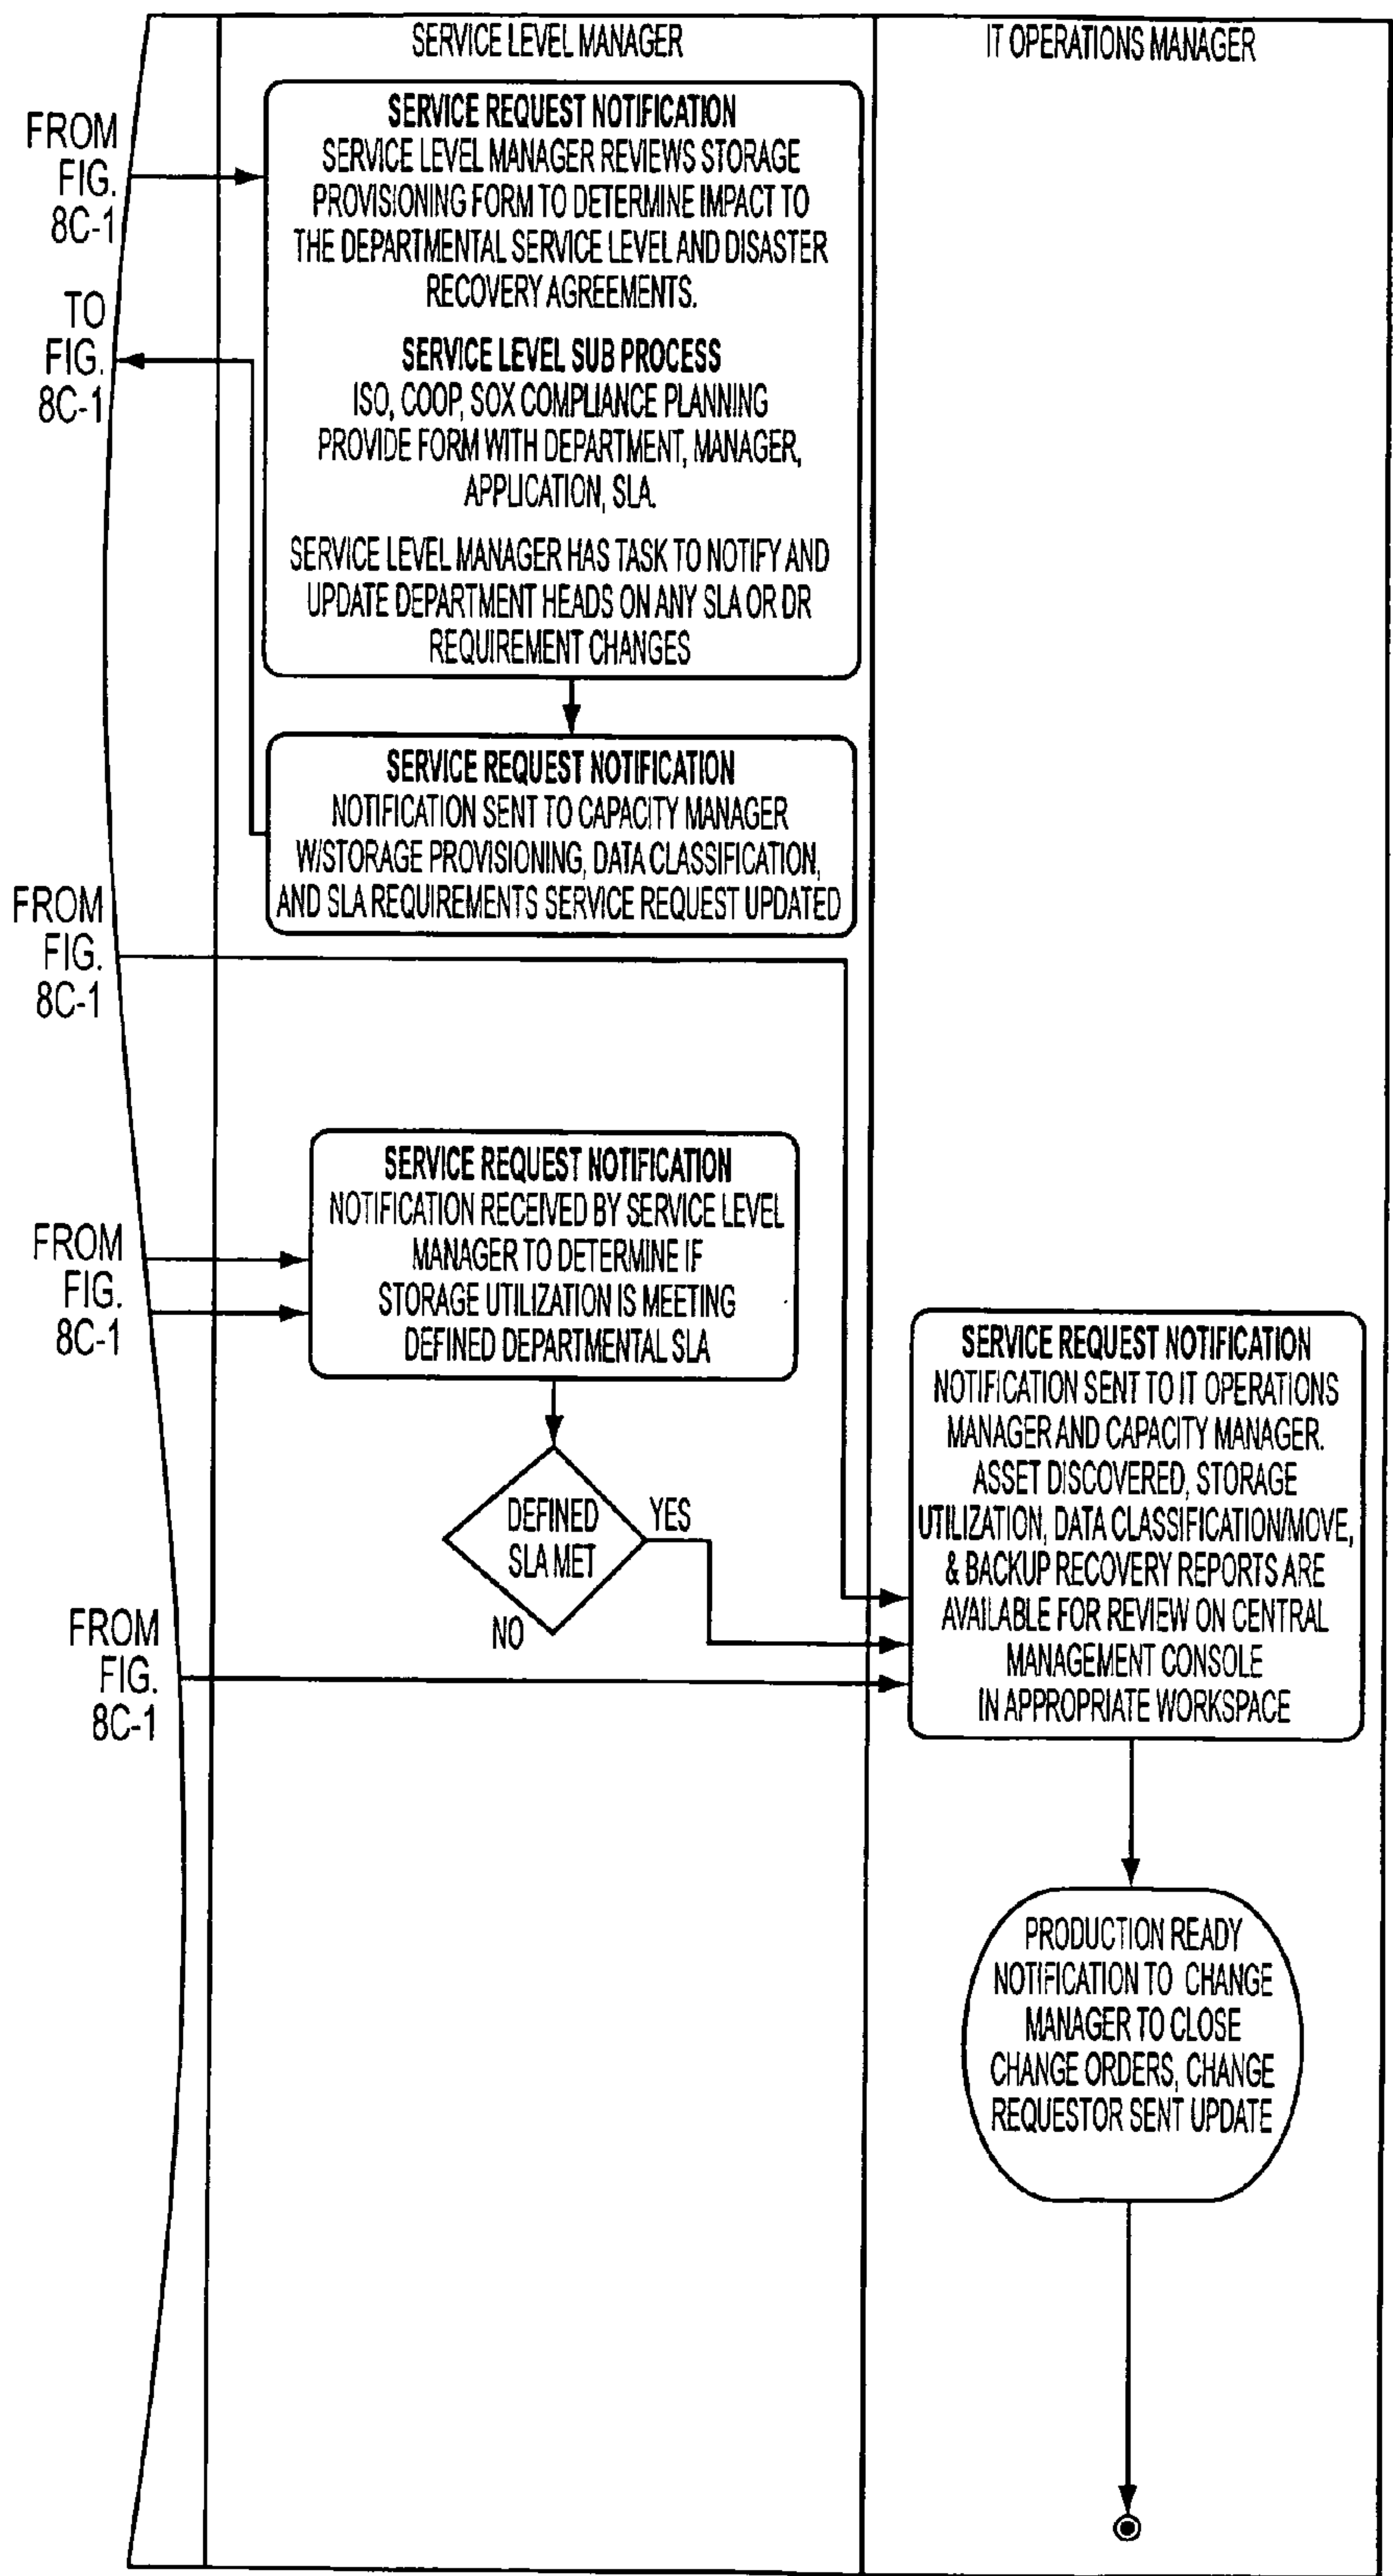 SERVICE LEVEL MANAGER
IT OPERATIONS MANAGER
FROM
FIG.
8C-1
SERVICE REQUEST NOTIFICATION
SERVICE LEVEL MANAGER REVIEWS STORAGE
PROVISIONING FORM TO DETERMINE IMPACT TO
THE DEPARTMENTAL SERVICE LEVEL AND DISASTER
RECOVERY AGREEMENTS.
SERVICE LEVEL SUB PROCESS
ISO, COOP, SOX COMPLIANCE PLANNING
PROVIDE FORM WITH DEPARTMENT, MANAGER,
APPLICATION, SLA.
SERVICE LEVEL MANAGER HAS TASK TO NOTIFY AND
UPDATE DEPARTMENT HEADS ON ANY SLA OR DR
REQUIREMENT CHANGES
TO
FIG.
8C-1
SERVICE REQUEST NOTIFICATION
NOTIFICATION SENT TO CAPACITY MANAGER
W/STORAGE PROVISIONING, DATA CLASSIFICATION,
AND SLA REQUIREMENTS SERVICE REQUEST UPDATED
FROM
FIG.
8C-1
FROM
FIG.
8C-1
SERVICE REQUEST NOTIFICATION
NOTIFICATION RECEIVED BY SERVICE LEVEL
MANAGER TO DETERMINE IF
STORAGE UTILIZATION IS MEETING
DEFINED DEPARTMENTAL SLA
DEFINED
SLA MET
YES
NO
FROM
FIG.
8C-1
SERVICE REQUEST NOTIFICATION
NOTIFICATION SENT TO IT OPERATIONS
MANAGER AND CAPACITY MANAGER.
ASSET DISCOVERED, STORAGE
UTILIZATION, DATA CLASSIFICATION/MOVE,
& BACKUP RECOVERY REPORTS ARE
AVAILABLE FOR REVIEW ON CENTRAL
MANAGEMENT CONSOLE
IN APPROPRIATE WORKSPACE
PRODUCTION READY
NOTIFICATION TO CHANGE
MANAGER TO CLOSE
CHANGE ORDERS, CHANGE
REQUESTOR SENT UPDATE